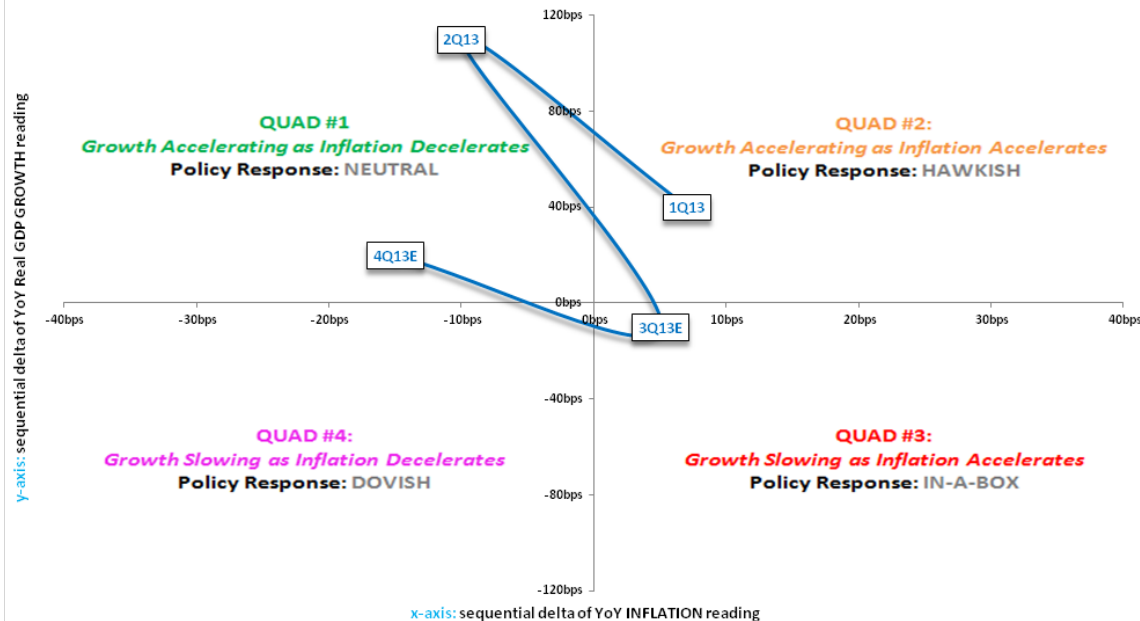 120bps
2Q13
80bps
QUAD #1
Growth Accelerating as Inflation Decelerates
Policy Response: NEUTRAL
QUAD #2:
Growth Accelerating as Inflation Accelerates
Policy Response: HAWKISH
40bps
1Q13
4Q13E
0bps
-40bps
-30bps
-20bps
-10bps
0bps
3Q13E
10bps
20bps
30bps
40bps
-40bps
QUAD #4:
Growth Slowing as Inflation Decelerates
Policy Response: DOVISH
QUAD #3:
Growth Slowing as Inflation Accelerates
Policy Response: IN-A-BOX
-80bps
-120bps
y-axis: sequential delta of YoY Real GDP GROWTH reading
x-axis: sequential delta of YoY INFLATION reading